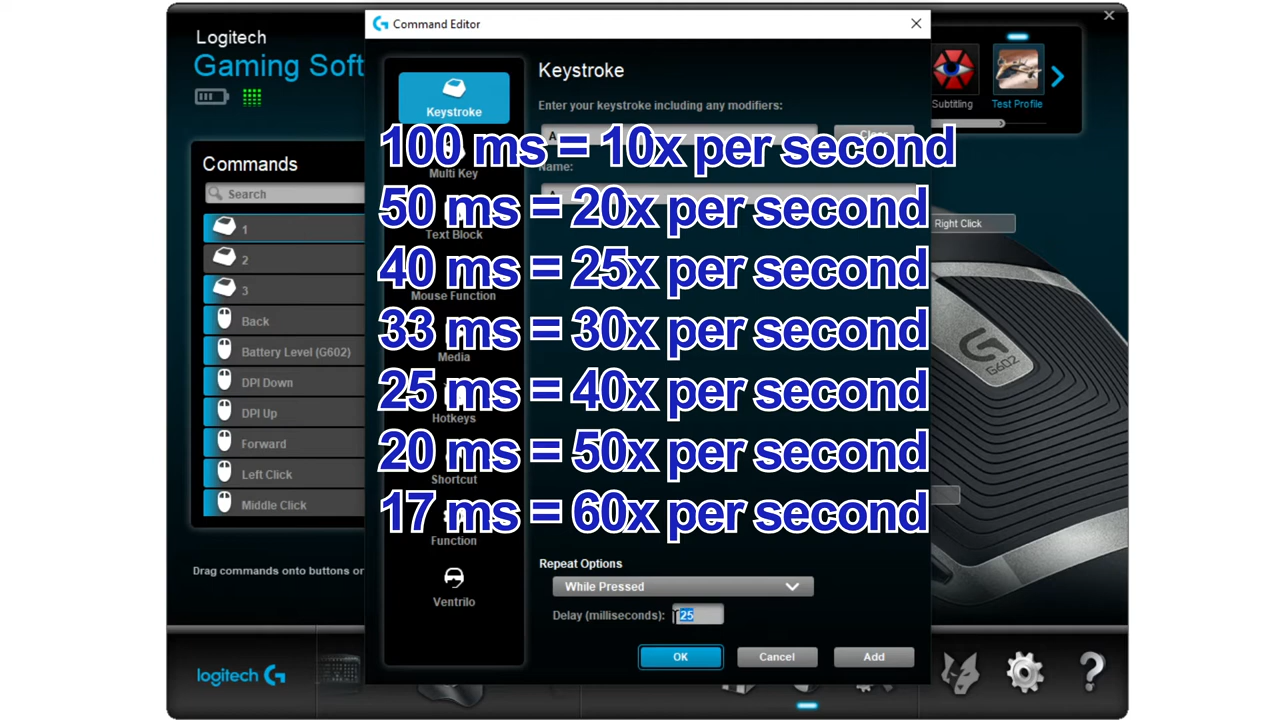 Command Editor
Logitech
Gaming Soft
Keystroke
Enter your keystroke including any modifiers:
Keystroke
Subtitling
Test Profile
A
Clear
100 ms = 10x per second
Commands
Name:
Multi Key
Search
A
50 ms = 20x per second
Right Click
1
Text Block
2
40 ms = 25x per second
3
Mouse Function
Back
33 ms = 30x per second
Battery Level (G602)
Media
G602
DPI Down
25 ms = 40x per second
DPI Up
Hotkeys
Forward
20 ms = 50x per second
Left Click
Shortcut
Middle Click
17 ms = 60x per second
Function
Repeat Options
Drag commands onto buttons or
While Pressed
Ventrilo
Delay (milliseconds):
25
OK
Cancel
Add
logitech